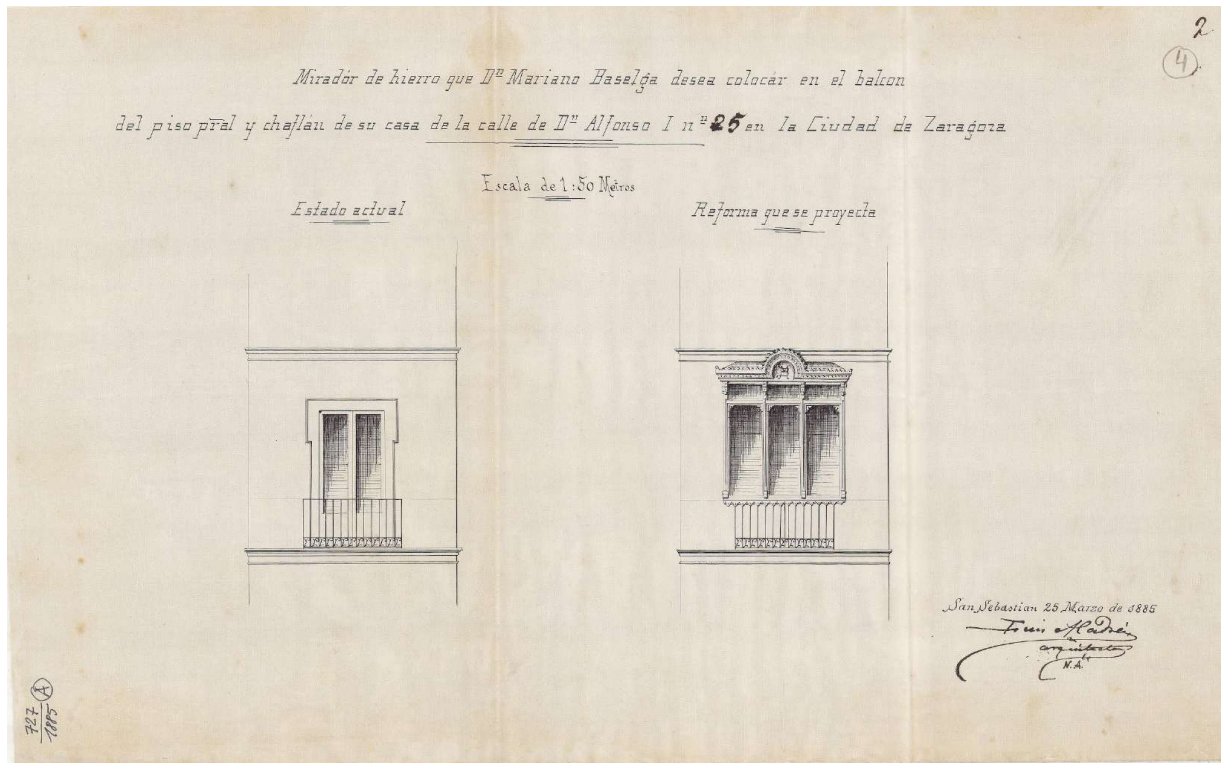 2
4
Miradór de hierro que Dⁿ Mariano Baselga desea colocár en el balcon
del piso pral y chaflán de su casa de la calle de Dⁿ Alfonso I nº 25 en la Ciudad de Zaragoza
Escala de 1:50 Metros
Estado actual
Reforma que se proyecta
San Sebastian 25 Marzo de 1885
arquitecto
N.A.
727 A
1885